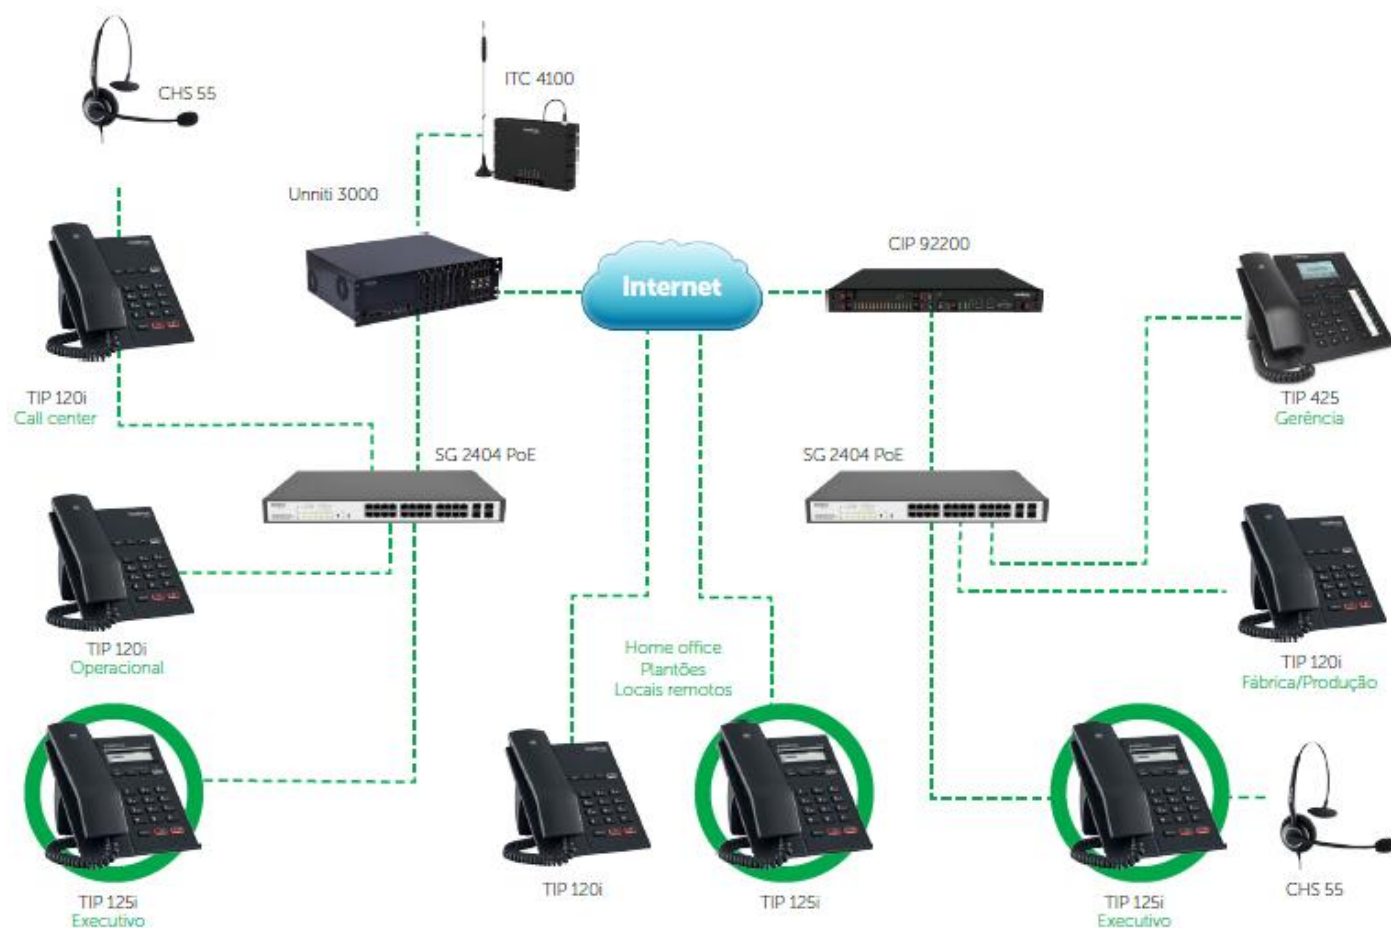 CHS 55
ITC 4100
Unniti 3000
CIP 92200
Internet
TIP 120i
Call center
TIP 425
Gerência
SG 2404 PoE
SG 2404 PoE
TIP 120i
Operacional
Home office
Plantões
Locais remotos
TIP 120i
Fábrica/Produção
TIP 125i
Executivo
TIP 120i
TIP 125i
TIP 125i
Executivo
CHS 55